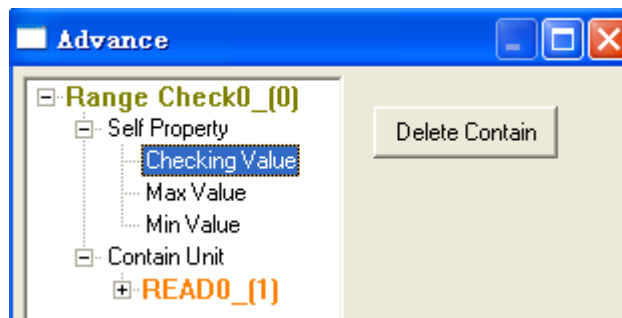 Advance
Range Check0_(0)
Self Property
Checking Value
Max Value
Min Value
Contain Unit
READ0_(1)
Delete Contain